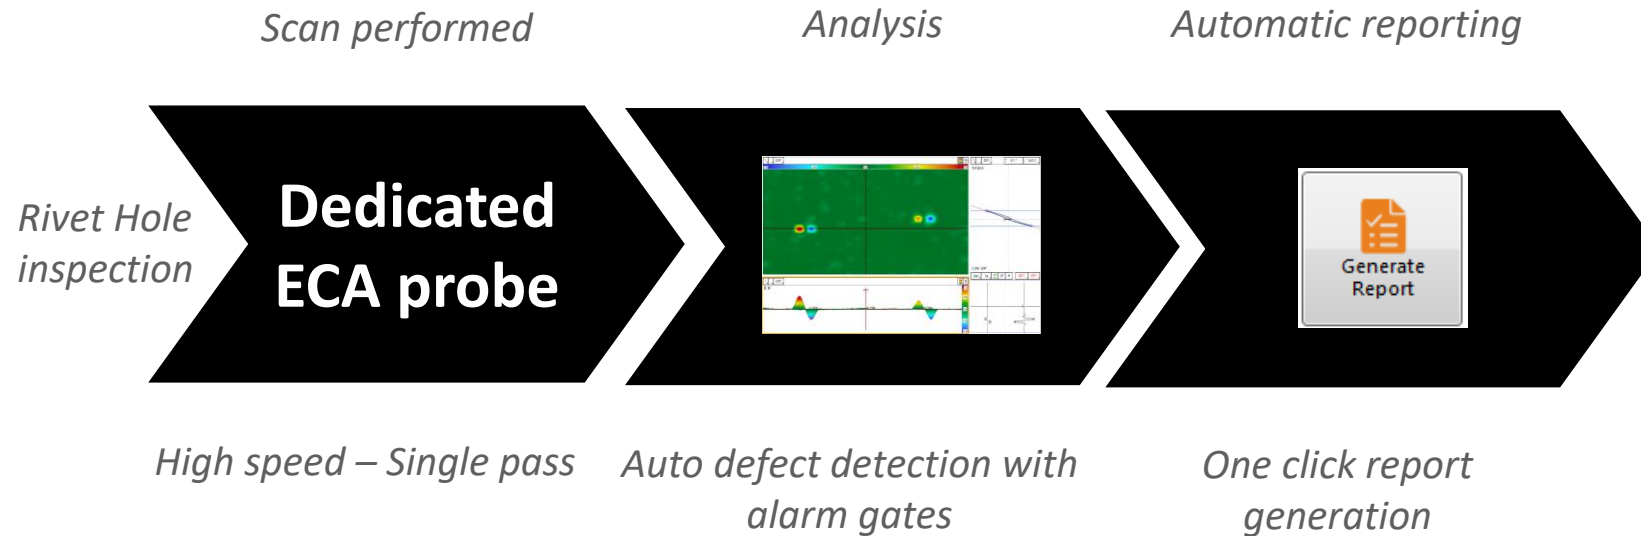 Scan performed
Analysis
Automatic reporting
Rivet Hole
inspection
Dedicated
ECA probe
Generate
Report
High speed – Single pass
Auto defect detection with
alarm gates
One click report
generation